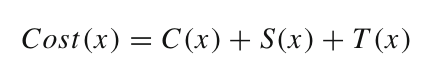 Cost(x) = C(x) + S(x) + T(x)